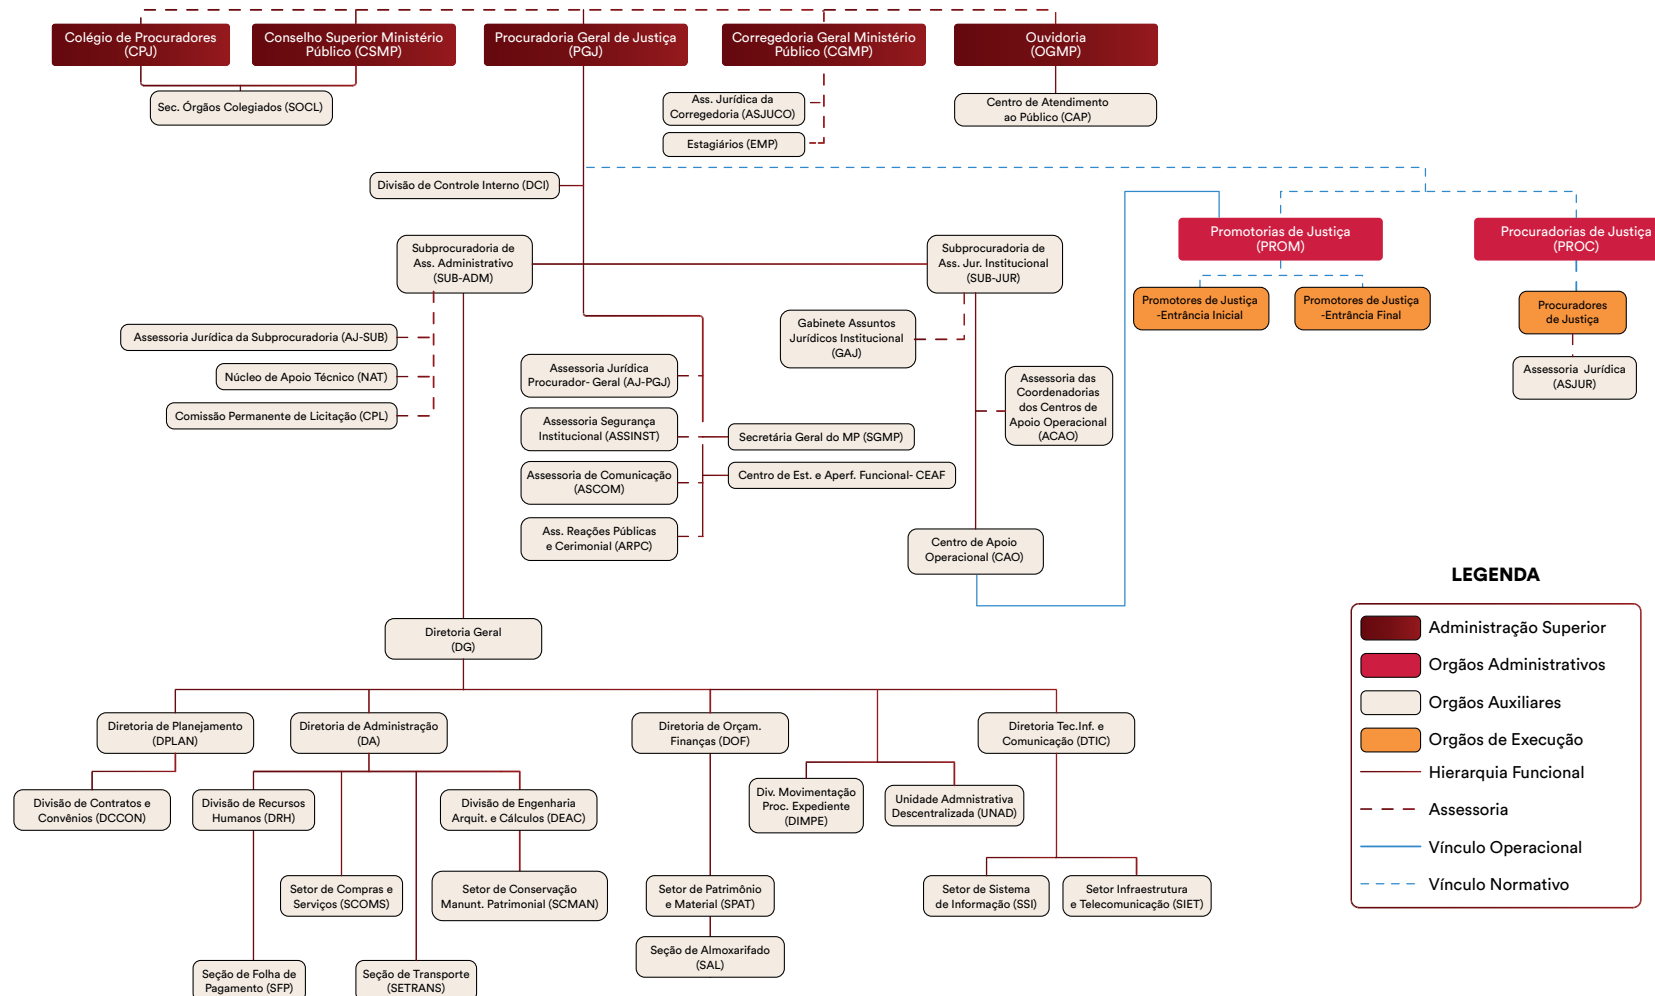 Colégio de Procuradores
(CPJ)
Conselho Superior Ministério
Público (CSMP)
Procuradoria Geral de Justiça
(PGJ)
Corregedoria Geral Ministério
Público (CGMP)
Ouvidoria
(OGMP)
Sec. Órgãos Colegiados (SOCL)
Ass. Jurídica da
Corregedoria (ASJUCO)
Estagiários (EMP)
Centro de Atendimento
ao Público (CAP)
Divisão de Controle Interno (DCI)
Subprocuradoria de
Ass. Administrativo
(SUB-ADM)
Subprocuradoria de
Ass. Jur. Institucional
(SUB-JUR)
Promotorias de Justiça
(PROM)
Procuradorias de Justiça
(PROC)
Promotores de Justiça
-Entrância Inicial
Promotores de Justiça
-Entrância Final
Procuradores
de Justiça
Assessoria Jurídica
(ASJUR)
Assessoria Jurídica da Subprocuradoria (AJ-SUB)
Núcleo de Apoio Técnico (NAT)
Comissão Permanente de Licitação (CPL)
Gabinete Assuntos
Jurídicos Institucional
(GAJ)
Assessoria Jurídica
Procurador- Geral (AJ-PGJ)
Assessoria Segurança
Institucional (ASSINST)
Assessoria de Comunicação
(ASCOM)
Ass. Reações Públicas
e Cerimonial (ARPC)
Secretária Geral do MP (SGMP)
Centro de Est. e Aperf. Funcional- CEAF
Assessoria das
Coordenadorias
dos Centros de
Apoio Operacional
(ACAO)
Centro de Apoio
Operacional (CAO)
Diretoria Geral
(DG)
Diretoria de Planejamento
(DPLAN)
Diretoria de Administração
(DA)
Diretoria de Orçam.
Finanças (DOF)
Diretoria Tec.Inf. e
Comunicação (DTIC)
Divisão de Contratos e
Convênios (DCCON)
Divisão de Recursos
Humanos (DRH)
Divisão de Engenharia
Arquit. e Cálculos (DEAC)
Div. Movimentação
Proc. Expediente
(DIMPE)
Unidade Admnistrativa
Descentralizada (UNAD)
Setor de Compras e
Serviços (SCOMS)
Setor de Conservação
Manunt. Patrimonial (SCMAN)
Setor de Patrimônio
e Material (SPAT)
Setor de Sistema
de Informação (SSI)
Setor Infraestrutura
e Telecomunicação (SIET)
Seção de Folha de
Pagamento (SFP)
Seção de Transporte
(SETRANS)
Seção de Almoxarifado
(SAL)
LEGENDA
Administração Superior
Orgãos Administrativos
Orgãos Auxiliares
Orgãos de Execução
Hierarquia Funcional
Assessoria
Vínculo Operacional
Vínculo Normativo